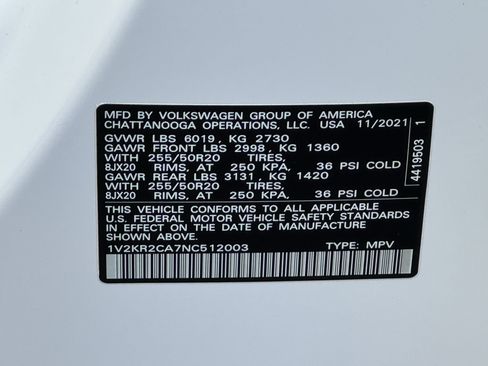 MFD BY VOLKSWAGEN GROUP OF AMERICA
CHATTANOOGA OPERATIONS, LLC. USA 11/2021
GVWR LBS 6019, KG 2730
GAWR FRONT LBS 2998, KG 1360
WITH 255/50R20 TIRES,
8JX20 RIMS, AT 250 KPA, 36 PSI COLD
GAWR REAR LBS 3131, KG 1420
WITH 255/50R20 TIRES,
8JX20 RIMS, AT 250 KPA, 36 PSI COLD
THIS VEHICLE CONFORMS TO ALL APPLICABLE
U.S. FEDERAL MOTOR VEHICLE SAFETY STANDARDS
IN EFFECT ON THE DATE OF MANUFACTURE
SHOWN ABOVE.
1V2KR2CA7NC512003 TYPE: MPV
4419503 1